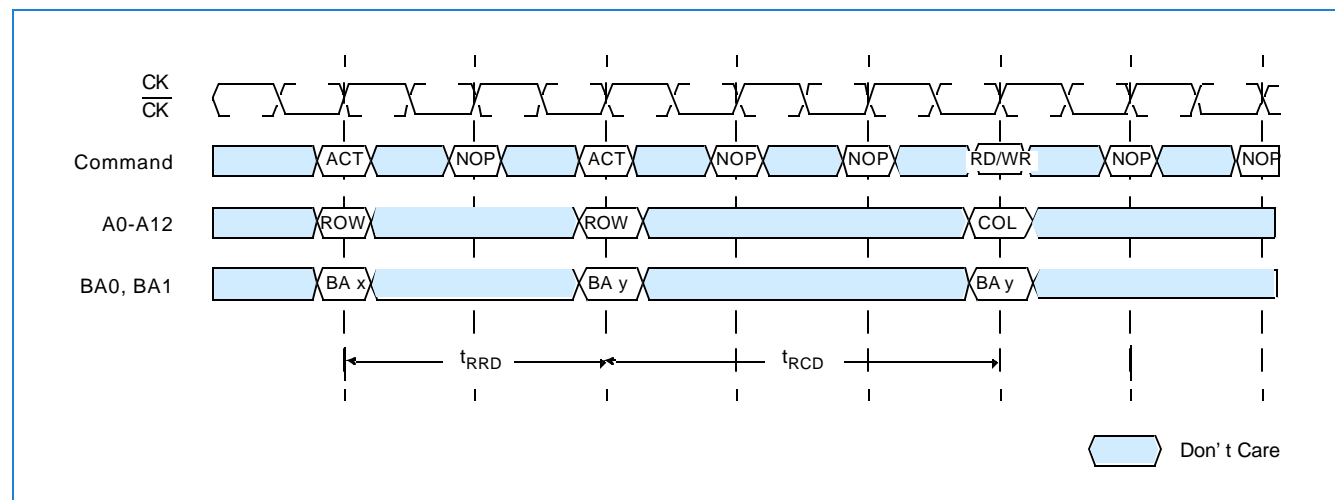 CK
CK
Command ACT NOP ACT NOP NOP RD/WR NOP NOP
A0-A12 ROW ROW COL
BA0, BA1 BA x BA y BA y
tRRD tRCD
Don' t Care